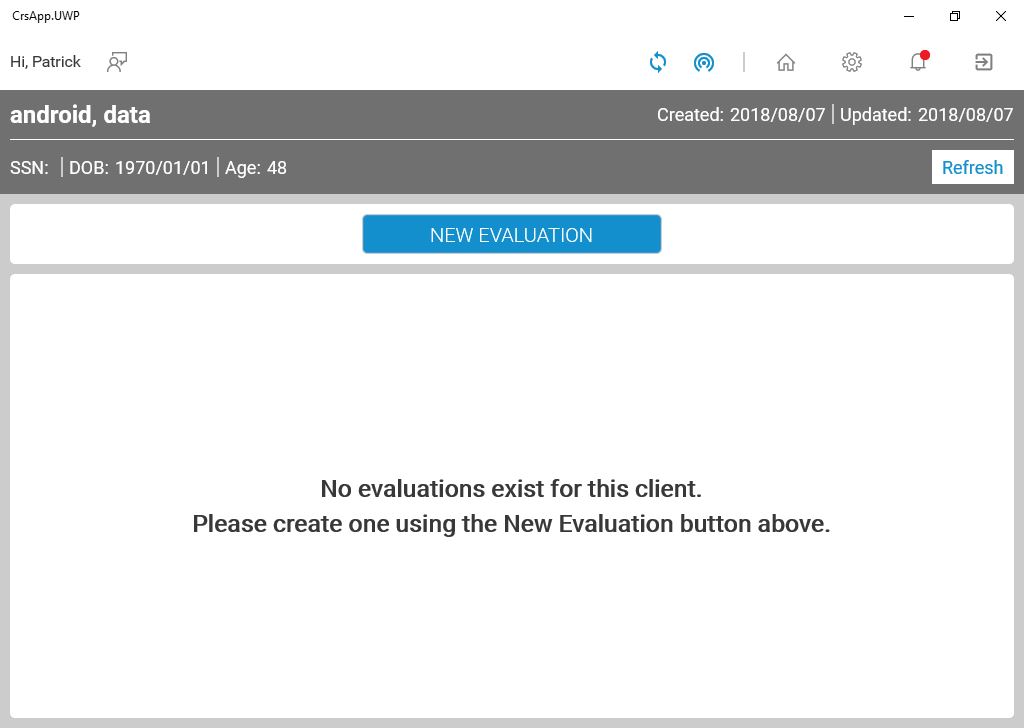 CrsApp.UWP
Hi, Patrick
android, data
Created: 2018/08/07 | Updated: 2018/08/07
SSN: | DOB: 1970/01/01 | Age: 48
Refresh
NEW EVALUATION
No evaluations exist for this client.
Please create one using the New Evaluation button above.